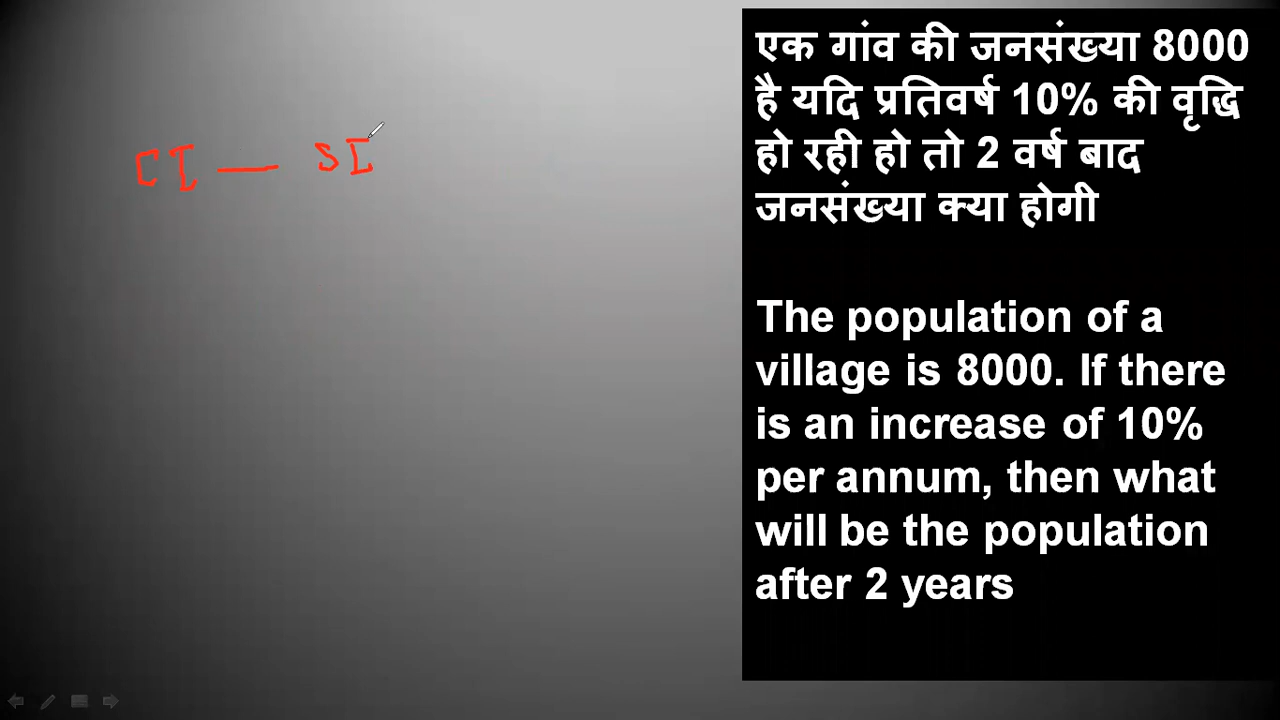 CI — SI
एक गांव की जनसंख्या 8000
है यदि प्रतिवर्ष 10% की वृद्धि
हो रही हो तो 2 वर्ष बाद
जनसंख्या क्या होगी
The population of a
village is 8000. If there
is an increase of 10%
per annum, then what
will be the population
after 2 years